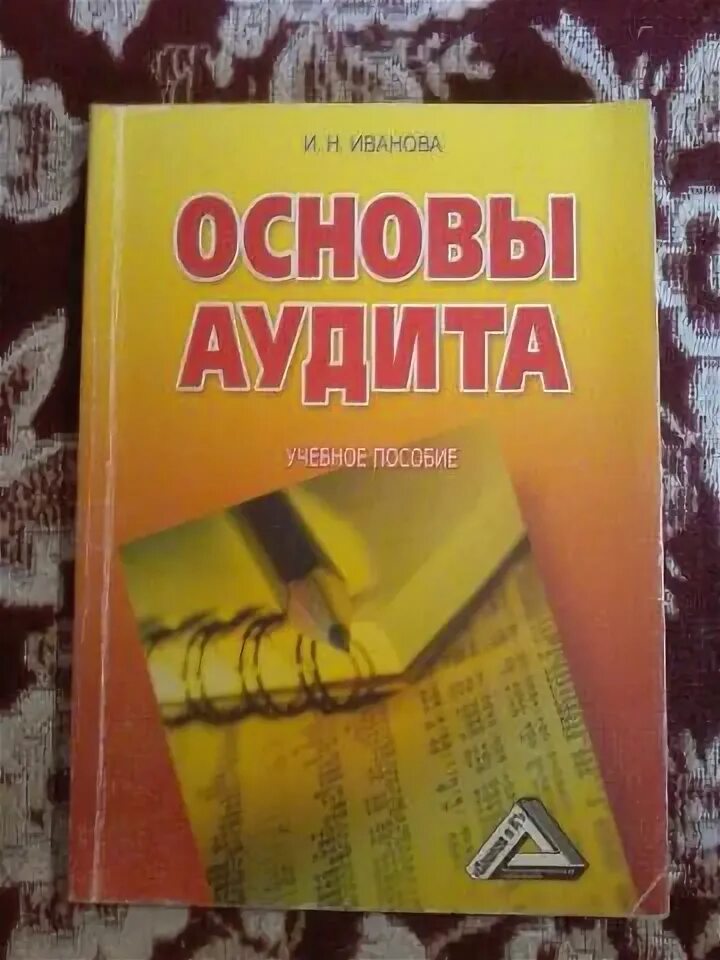 И. Н. ИВАНОВА
ОСНОВЫ
АУДИТА
УЧЕБНОЕ ПОСОБИЕ